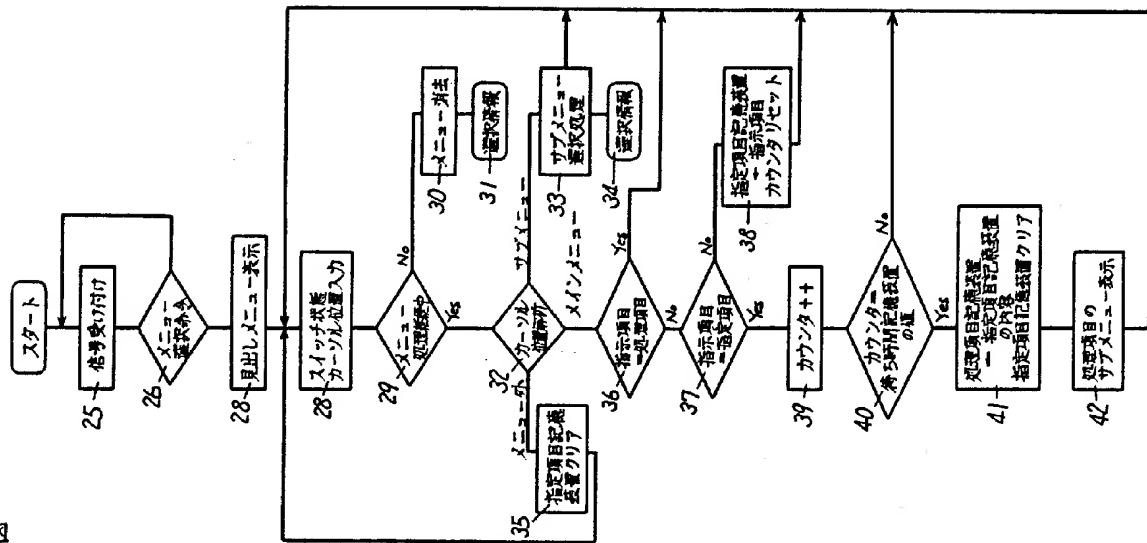 図
スタート
25
信号受け付け
26
メニュー
選択命令
28
見出しメニュー表示
28
スイッチ状態
カーソル位置入力
29
メニュー
処理接続中
No
Yes
30
メニュー消去
31
選択情報
32
カーソル
位置解析
サブメニュー
メニュー外
メインメニュー
33
サブメニュー
選択処理
34
選択情報
35
指定項目記憶
装置クリア
36
指示項目
=処理項目
Yes
No
37
指示項目
=指定項目
No
Yes
38
指定項目記憶装置
← 指示項目
カウンタリセット
39
カウンタ++
40
カウンタ=
待ち時間記憶装置
の値
No
Yes
41
処理項目記憶装置
← 指定項目記憶装置
の内容
指定項目記憶装置クリア
42
処理項目の
サブメニュー表示